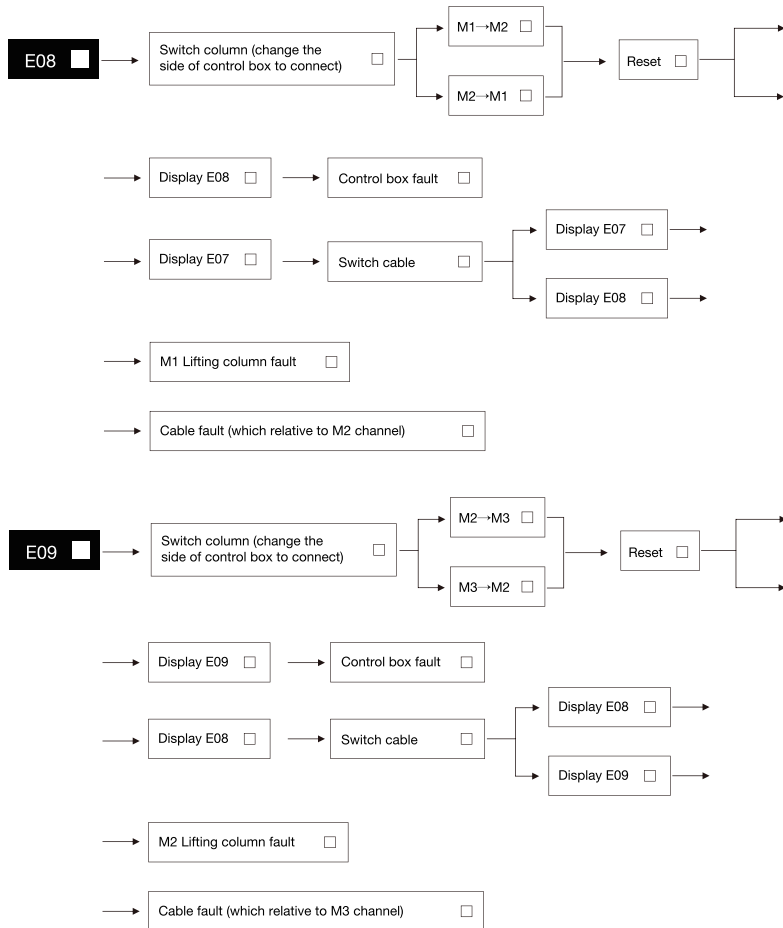 E08
Switch column (change the
side of control box to connect)
M1→M2
M2→M1
Reset
Display E08
Control box fault
Display E07
Switch cable
Display E07
Display E08
M1 Lifting column fault
Cable fault (which relative to M2 channel)
E09
Switch column (change the
side of control box to connect)
M2→M3
M3→M2
Reset
Display E09
Control box fault
Display E08
Switch cable
Display E08
Display E09
M2 Lifting column fault
Cable fault (which relative to M3 channel)